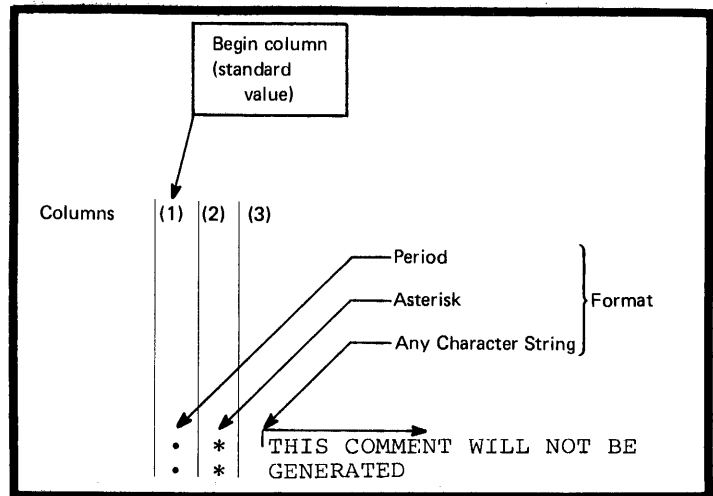 Begin column
(standard
value)
Columns (1) (2) (3)
Period
Asterisk
Format
Any Character String
. * THIS COMMENT WILL NOT BE
. * GENERATED